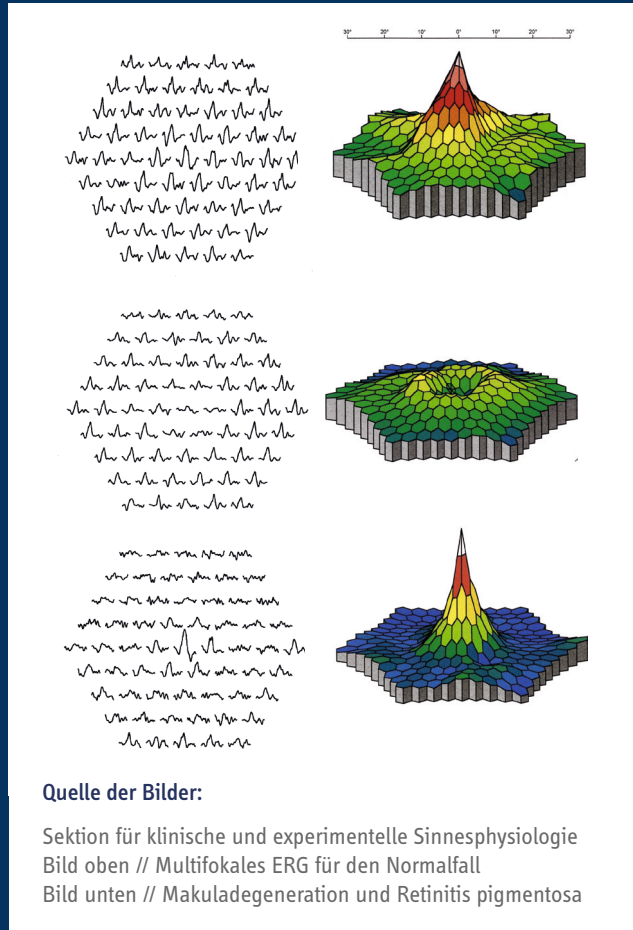 30° 20° 10° 0° 10° 20° 30°
Quelle der Bilder:
Sektion für klinische und experimentelle Sinnesphysiologie
Bild oben // Multifokales ERG für den Normalfall
Bild unten // Makuladegeneration und Retinitis pigmentosa